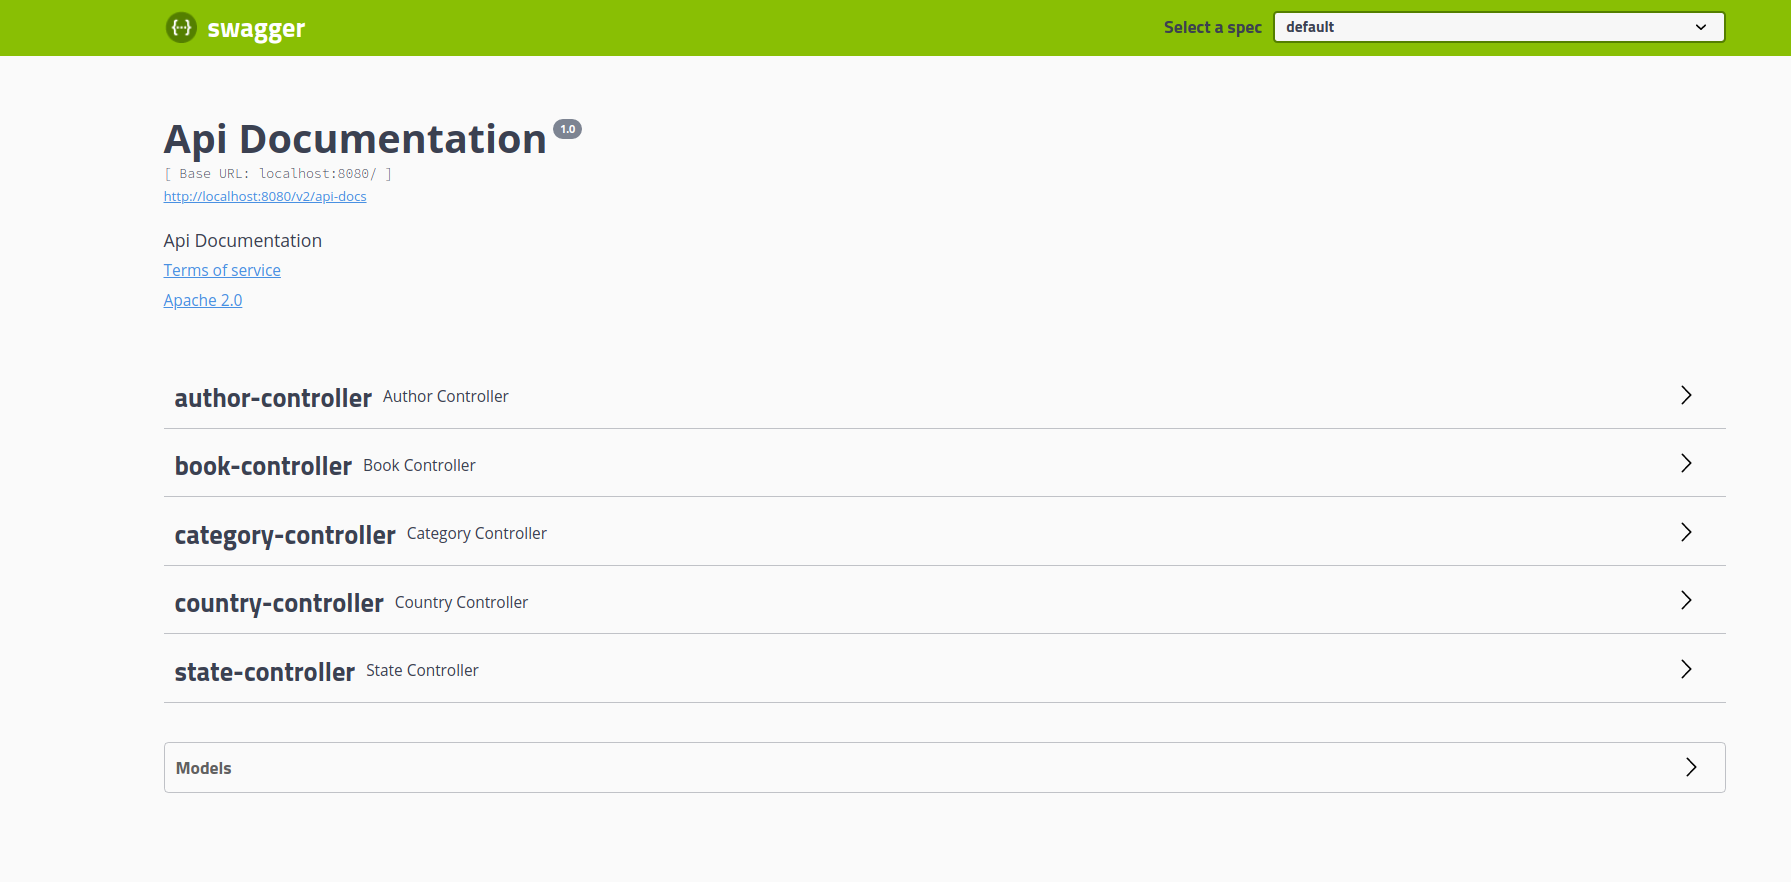 {...} swagger Select a spec default
Api Documentation 1.0
[ Base URL: localhost:8080/ ]
http://localhost:8080/v2/api-docs
Api Documentation
Terms of service
Apache 2.0
author-controller Author Controller
book-controller Book Controller
category-controller Category Controller
country-controller Country Controller
state-controller State Controller
Models